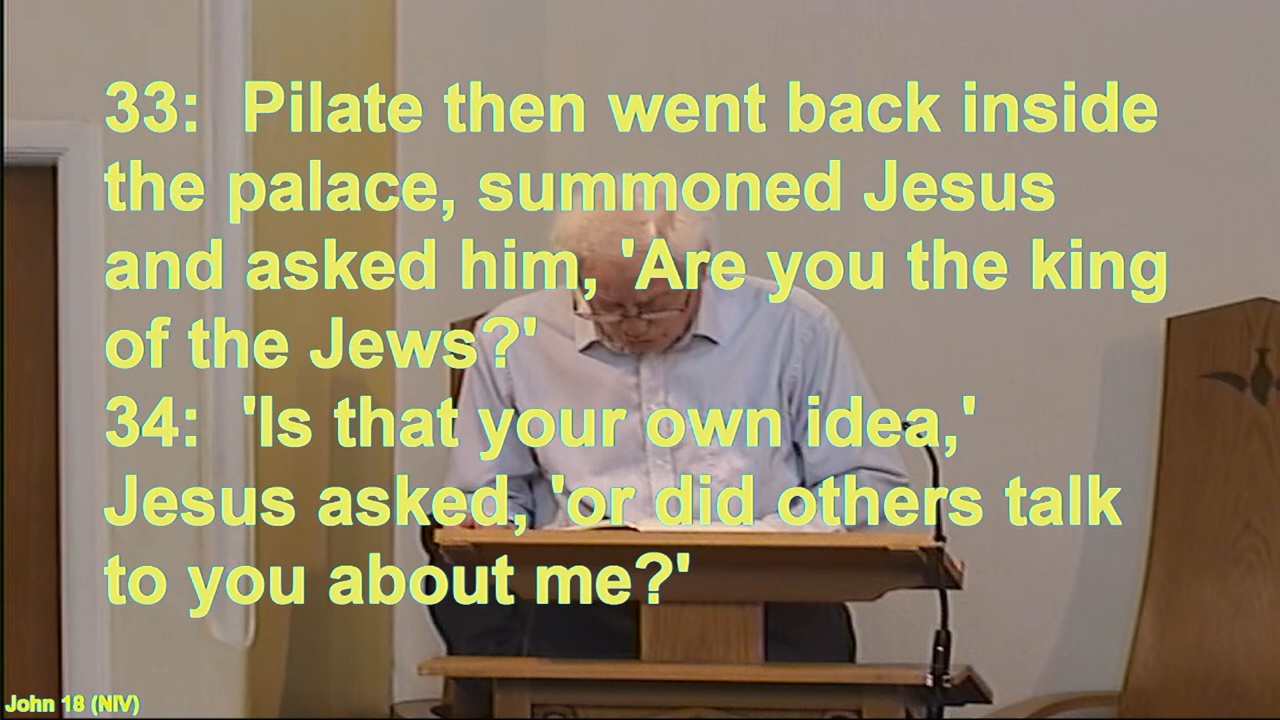 33:  Pilate then went back inside
the palace, summoned Jesus
and asked him, 'Are you the king
of the Jews?'
34:  'Is that your own idea,'
Jesus asked, 'or did others talk
to you about me?'
John 18 (NIV)